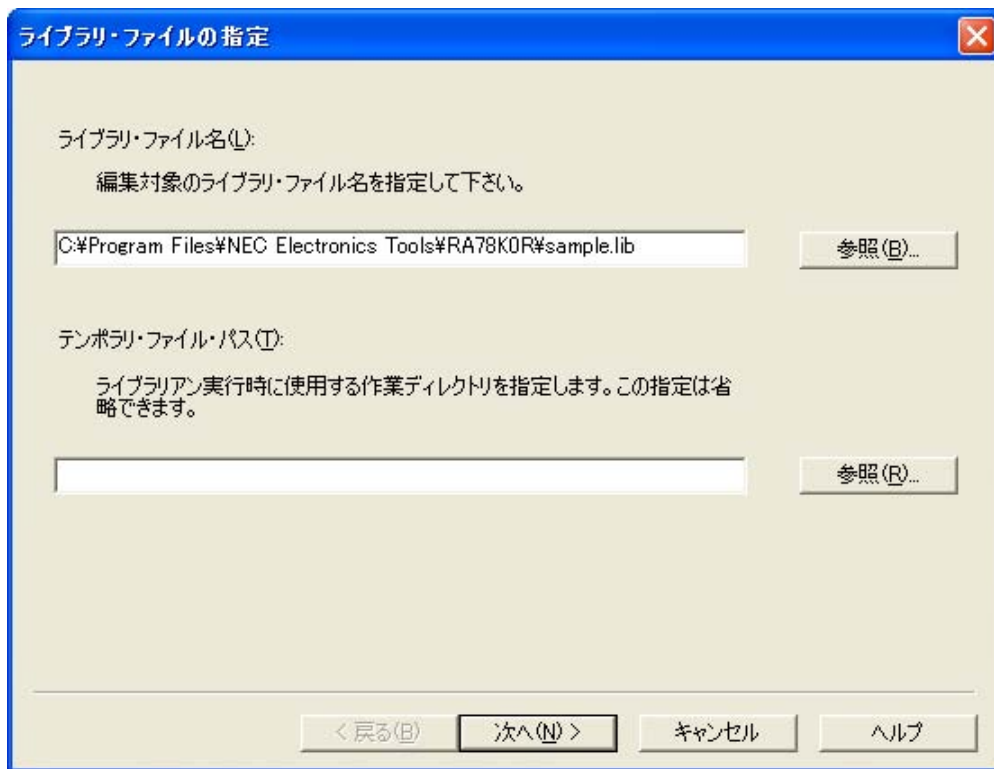 ライブラリ・ファイルの指定
ライブラリ・ファイル名(L):
編集対象のライブラリ・ファイル名を指定して下さい。
C:¥Program Files¥NEC Electronics Tools¥RA78K0R¥sample.lib
参照(B)...
テンポラリ・ファイル・パス(T):
ライブラリアン実行時に使用する作業ディレクトリを指定します。この指定は省
略できます。
参照(R)...
< 戻る(B)
次へ(N) >
キャンセル
ヘルプ